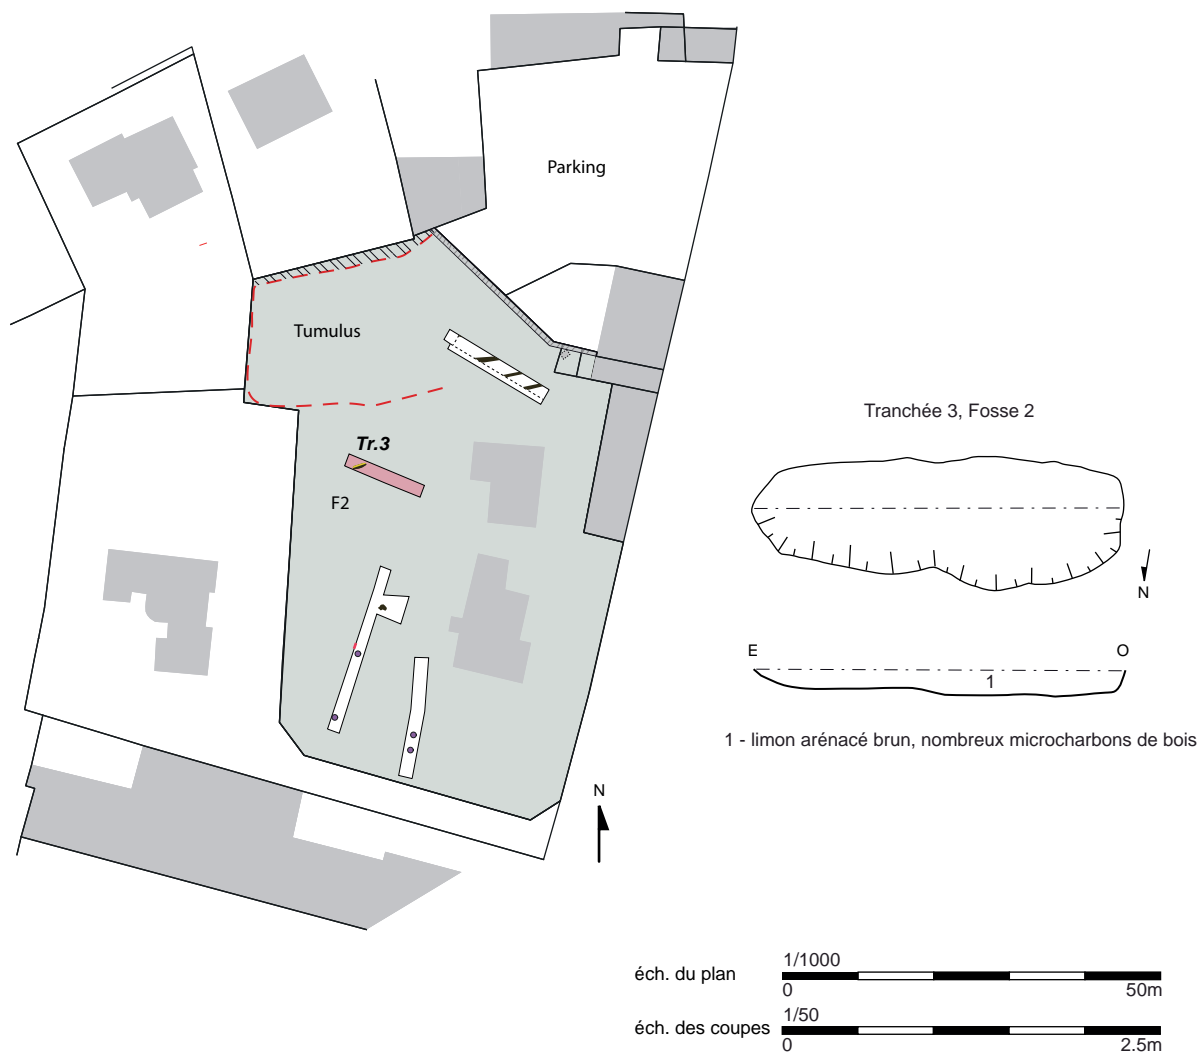 Parking
Tumulus
Tr.3
F2
N
Tranchée 3, Fosse 2
N
E O
1
1 - limon arénacé brun, nombreux microcharbons de bois
éch. du plan
1/1000
0 50m
éch. des coupes
1/50
0 2.5m